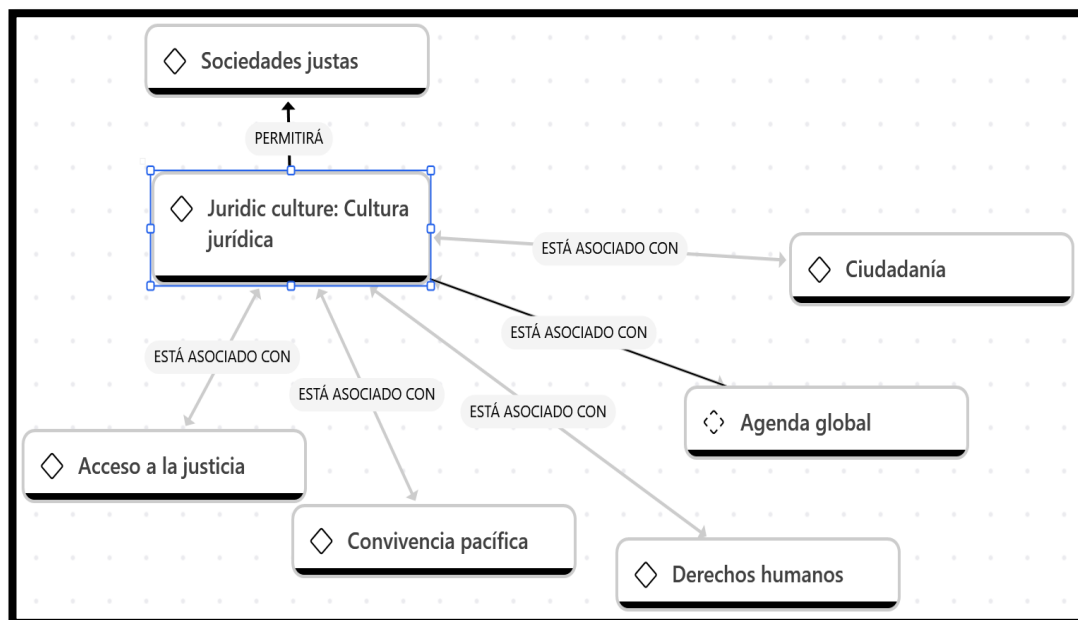 Sociedades justas
PERMITIRÁ
Juridic culture: Cultura
jurídica
ESTÁ ASOCIADO CON
Ciudadanía
ESTÁ ASOCIADO CON
ESTÁ ASOCIADO CON
ESTÁ ASOCIADO CON
ESTÁ ASOCIADO CON
Agenda global
Acceso a la justicia
Convivencia pacífica
Derechos humanos